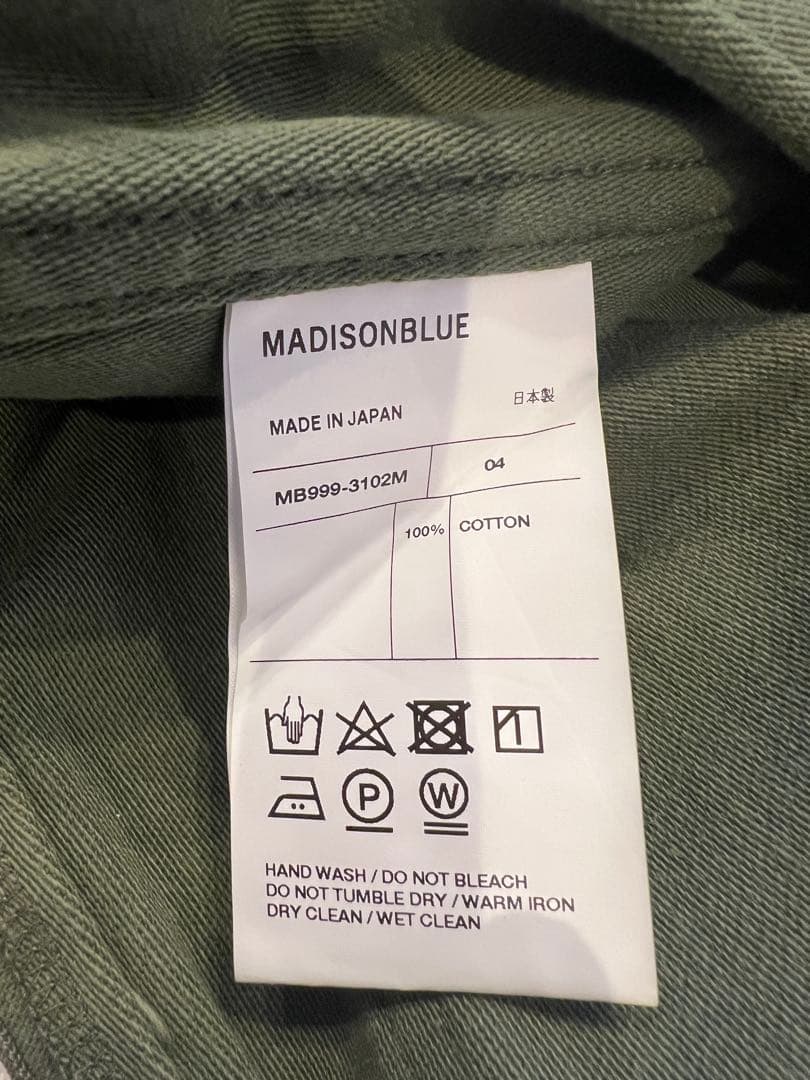 MADISONBLUE
MADE IN JAPAN 日本製
MB999-3102M 04
100% COTTON
P W
HAND WASH / DO NOT BLEACH
DO NOT TUMBLE DRY / WARM IRON
DRY CLEAN / WET CLEAN